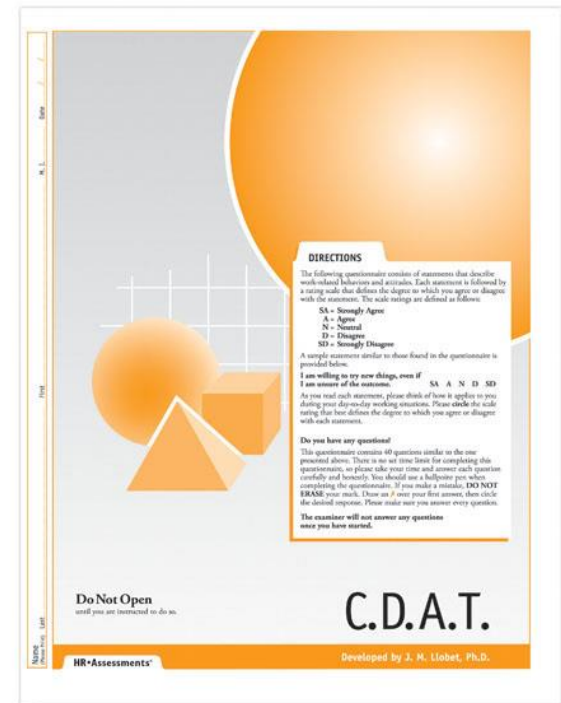 DIRECTIONS
The following questionnaire consists of statements that describe
work-related behaviors and attitudes. Each statement is followed by
a rating scale that defines the degree to which you agree or disagree
with the statement. The scale ratings are defined as follows:
SA = Strongly Agree
A = Agree
N = Neutral
D = Disagree
SD = Strongly Disagree
A sample statement similar to those found in the questionnaire is
provided below.
I am willing to try new things, even if
I am unsure of the outcome. SA A N D SD
As you read each statement, please think of how it applies to you
during your day-to-day working situations. Please circle the scale
rating that best defines the degree to which you agree or disagree
with each statement.
Do you have any questions?
This questionnaire contains 40 questions similar to the one
presented above. There is no set time limit for completing this
questionnaire, so please take your time and answer each question
carefully and honestly. You should use a ballpoint pen when
completing the questionnaire. If you make a mistake, DO NOT
ERASE your mark. Draw an X over your first answer, then circle
the desired response. Please make sure you answer every question.
The examiner will not answer any questions
once you have started.
Do Not Open
until you are instructed to do so.
C.D.A.T.
HR•Assessments®
Developed by J. M. Llobet, Ph.D.
Name Last First M. I. Date / /
(Please Print)